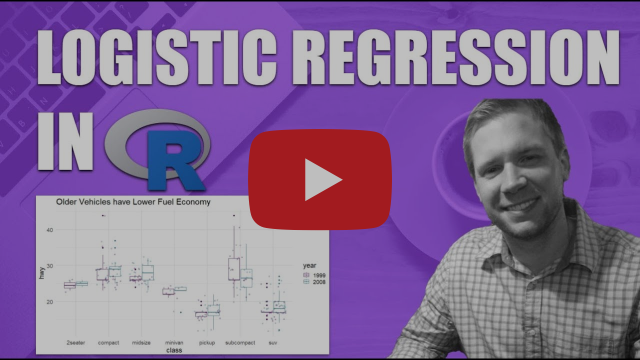 LOGISTIC REGRESSION
IN R
Older Vehicles have Lower Fuel Economy
40
30
20
hwy
2seater compact midsize minivan pickup subcompact suv
class
year
1999
2008